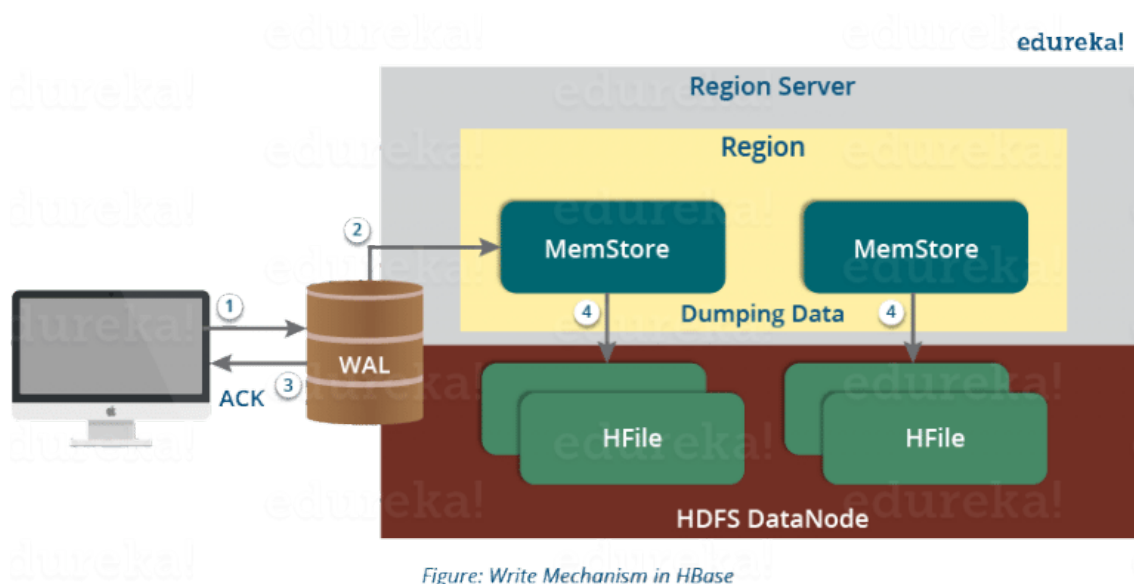 edureka!
Region Server
Region
2
MemStore
MemStore
1
4
Dumping Data
4
WAL
3
ACK
HFile
HFile
HDFS DataNode
Figure: Write Mechanism in HBase